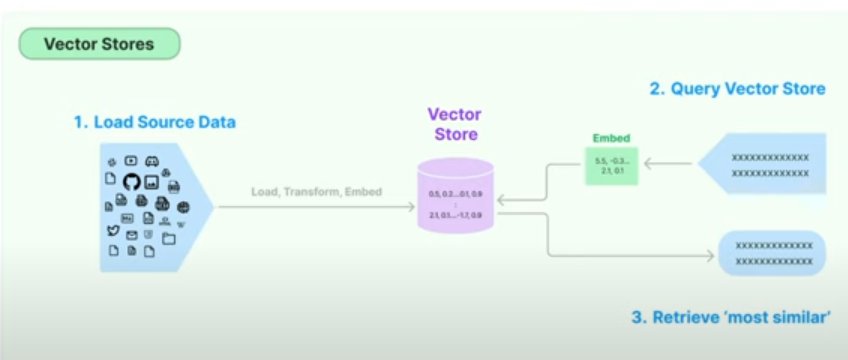 Vector Stores
2. Query Vector Store
1. Load Source Data
Vector
Store
Embed
5.5, -0.3...
2.1, 0.1
XXXXXXXXXXXXX
XXXXXXXXXXXXX
Load, Transform, Embed
0.5, 0.2...0.1, 0.9
:
2.1, 0.1...-1.7, 0.9
XXXXXXXXXXXXX
XXXXXXXXXXXXX
3. Retrieve ‘most similar’